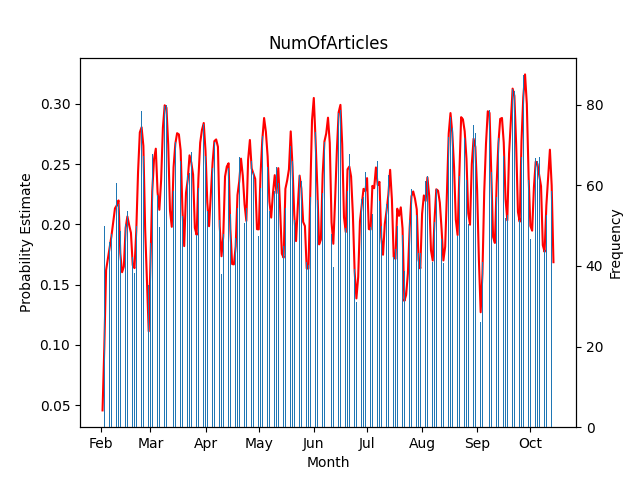 NumOfArticles
Probability Estimate
0.30
0.25
0.20
0.15
0.10
0.05
80
60
40
20
0
Frequency
Feb Mar Apr May Jun Jul Aug Sep Oct
Month